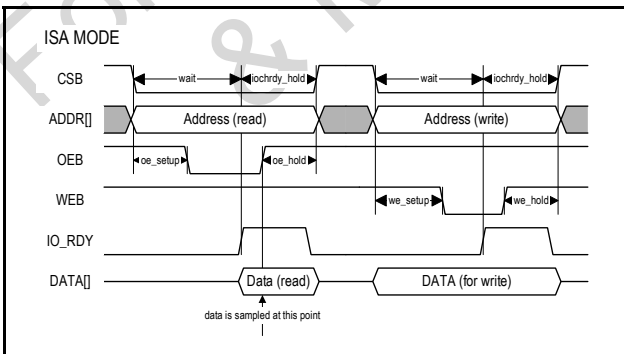 ISA MODE
CSB wait iochrdy_hold wait iochrdy_hold
ADDR[] Address (read) Address (write)
OEB oe_setup oe_hold
WEB we_setup we_hold
IO_RDY
DATA[] Data (read) DATA (for write)
data is sampled at this point